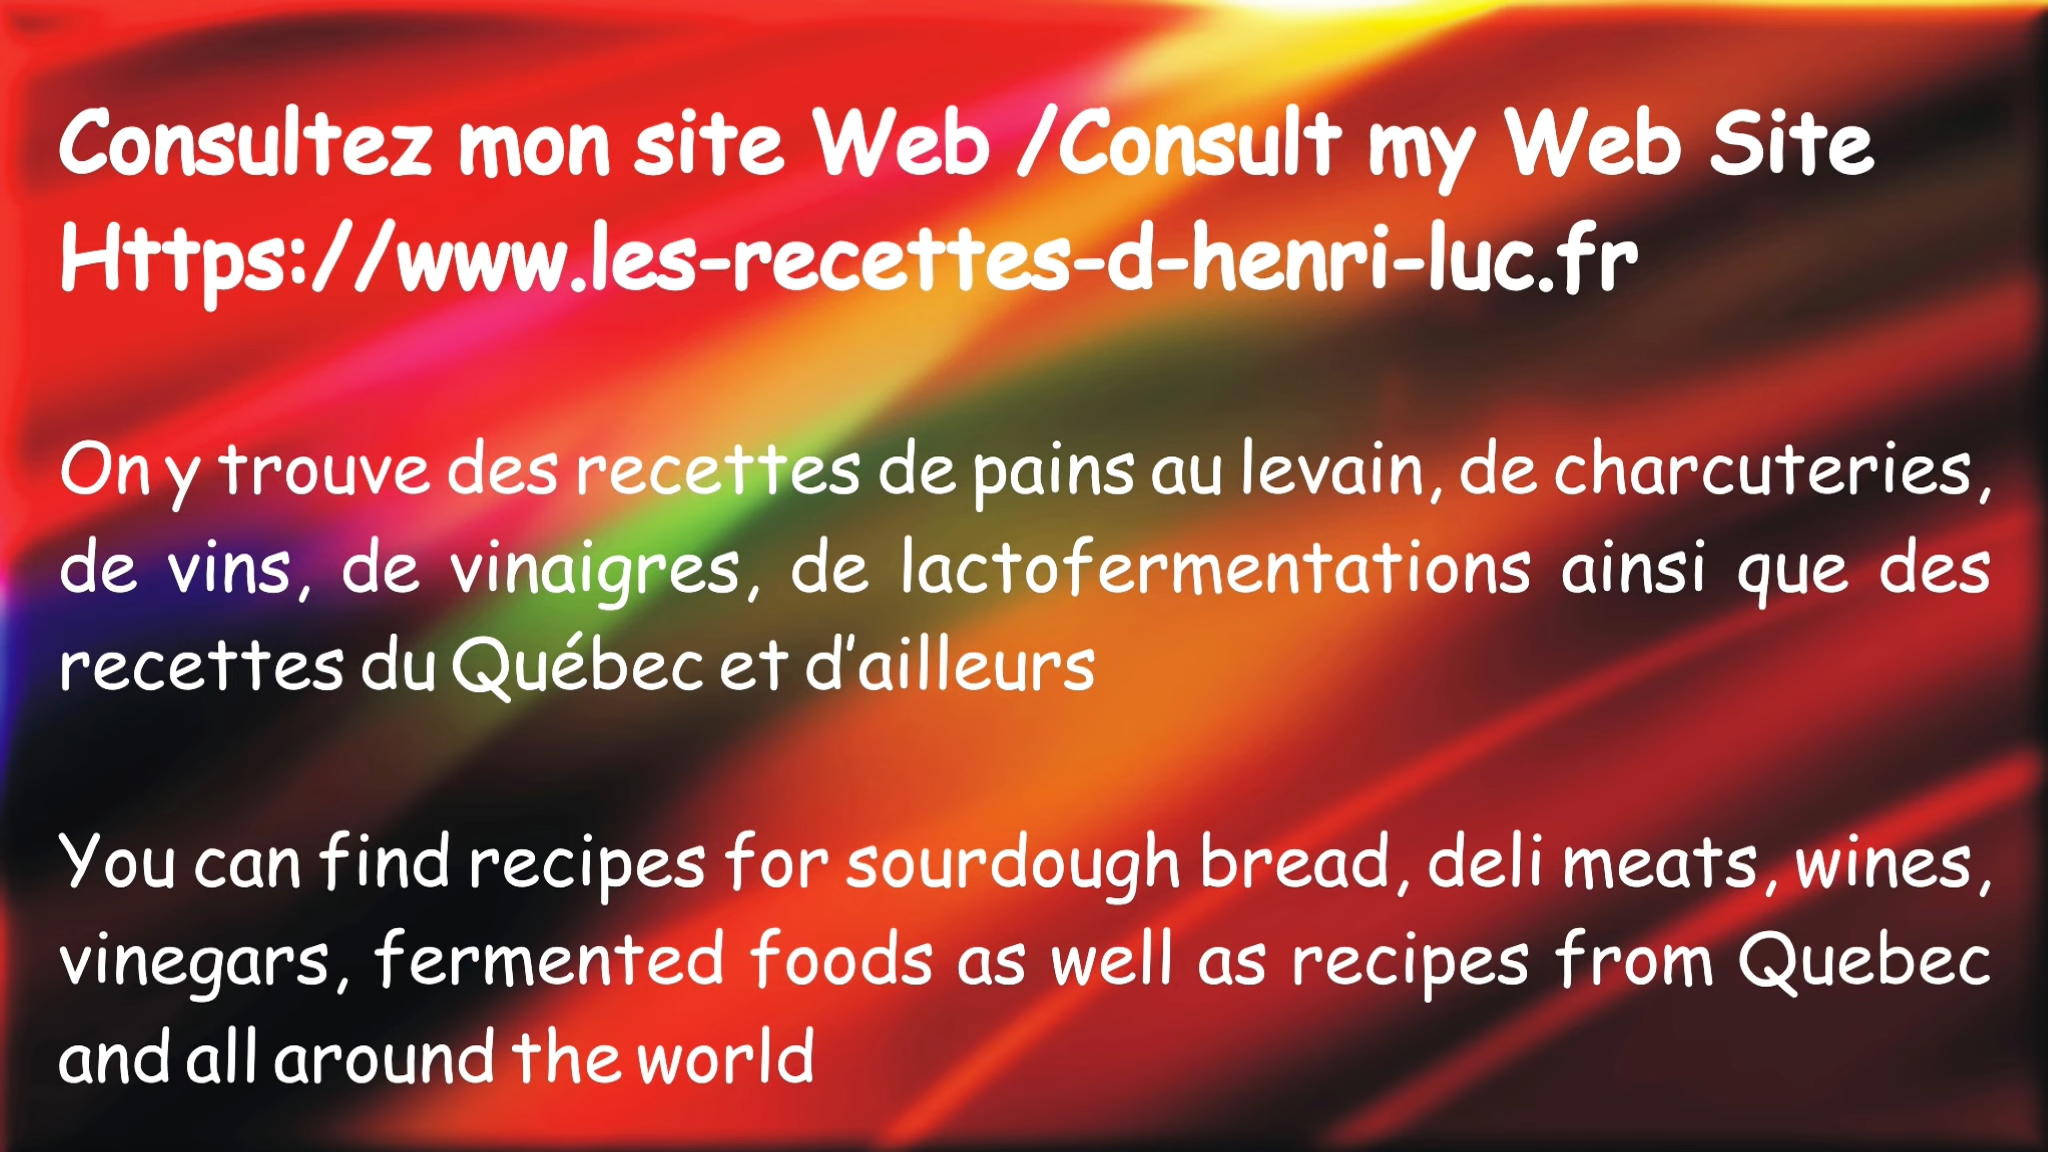 Consultez mon site Web /Consult my Web Site
Https://www.les-recettes-d-henri-luc.fr
On y trouve des recettes de pains au levain, de charcuteries,
de vins, de vinaigres, de lactofermentations ainsi que des
recettes du Québec et d’ailleurs
You can find recipes for sourdough bread, deli meats, wines,
vinegars, fermented foods as well as recipes from Quebec
and all around the world